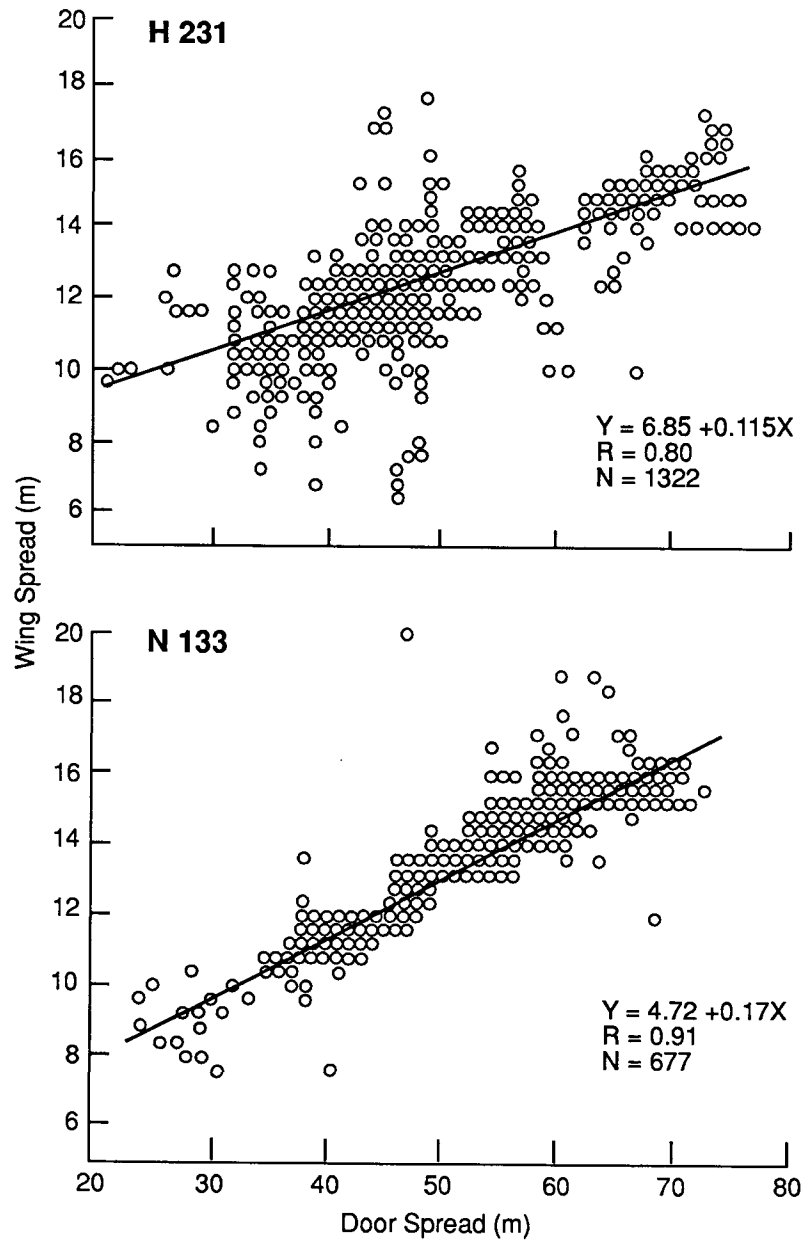 H 231
20
18
16
14
12
10
8
6
Y = 6.85 +0.115X
R = 0.80
N = 1322
Wing Spread (m)
N 133
20
18
16
14
12
10
8
6
Y = 4.72 +0.17X
R = 0.91
N = 677
20 30 40 50 60 70 80
Door Spread (m)